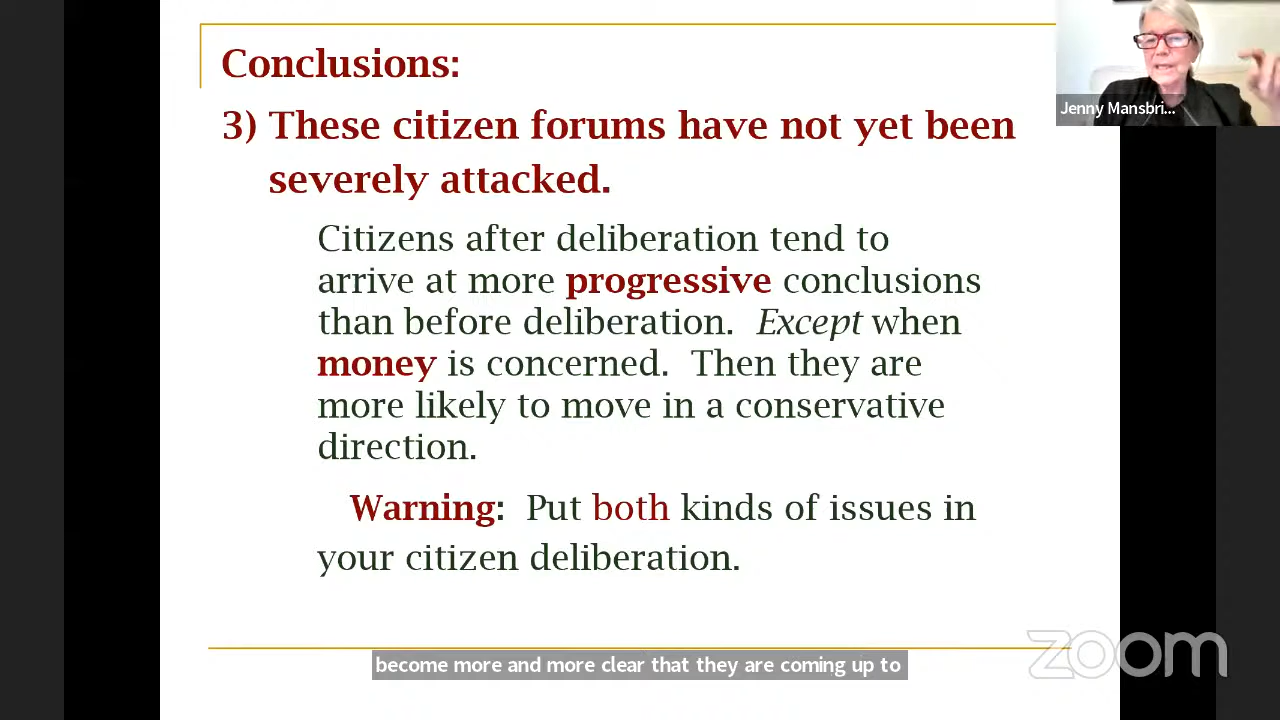 Conclusions:
3) These citizen forums have not yet been
severely attacked.
Citizens after deliberation tend to
arrive at more progressive conclusions
than before deliberation. Except when
money is concerned. Then they are
more likely to move in a conservative
direction.
Warning: Put both kinds of issues in
your citizen deliberation.
Jenny Mansbri...
zoom
become more and more clear that they are coming up to